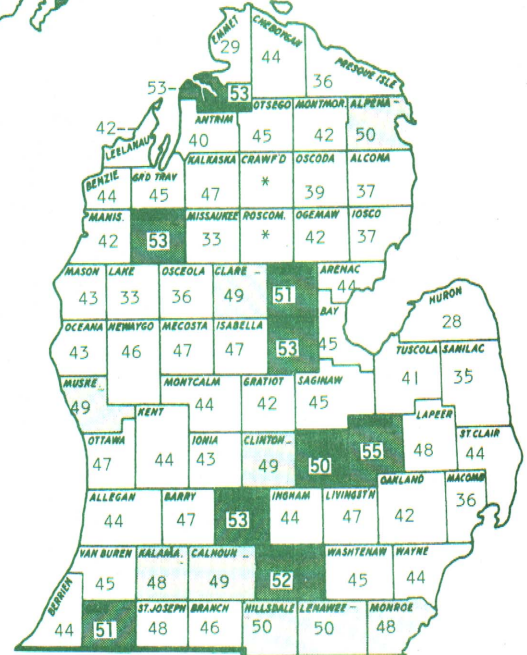 EMMET
29
CHEBOYGAN
44
PRESQUE ISLE
36
53-
53
ANTRIM
40
OTSEGO
45
MONTMOR.
42
ALPENA -
50
42--
LEELANAU
BENZIE
44
GRD TRAY
45
KALKASKA
47
CRAWF'D
*
OSCODA
39
ALCONA
37
MANIS.
42
53
MISSAUKEE
33
ROSCOM.
*
OGEMAW
42
IOSCO
37
MASON
43
LAKE
33
OSCEOLA
36
CLARE -
49
51
ARENAC
44
HURON
28
OCEANA
43
NEWAYGO
46
MECOSTA
47
ISABELLA
47
53
BAY
45
TUSCOLA
41
SANILAC
35
MUSKE.
49
MONTCALM
44
GRATIOT
42
SAGINAW
45
KENT
44
OTTAWA
47
IONIA
43
CLINTON -
49
50
55
LAPEER
48
ST CLAIR
44
ALLEGAN
44
BARRY
47
53
INGHAM
44
LIVINGST'N
47
OAKLAND
42
MACOMB
36
VAN BUREN
45
KALAMA.
48
CALHOUN -
49
52
WASHTENAW
45
WAYNE
44
BERRIEN
44
51
ST. JOSEPH
48
BRANCH
46
HILLSDALE
50
LENAWEE -
50
MONROE
48